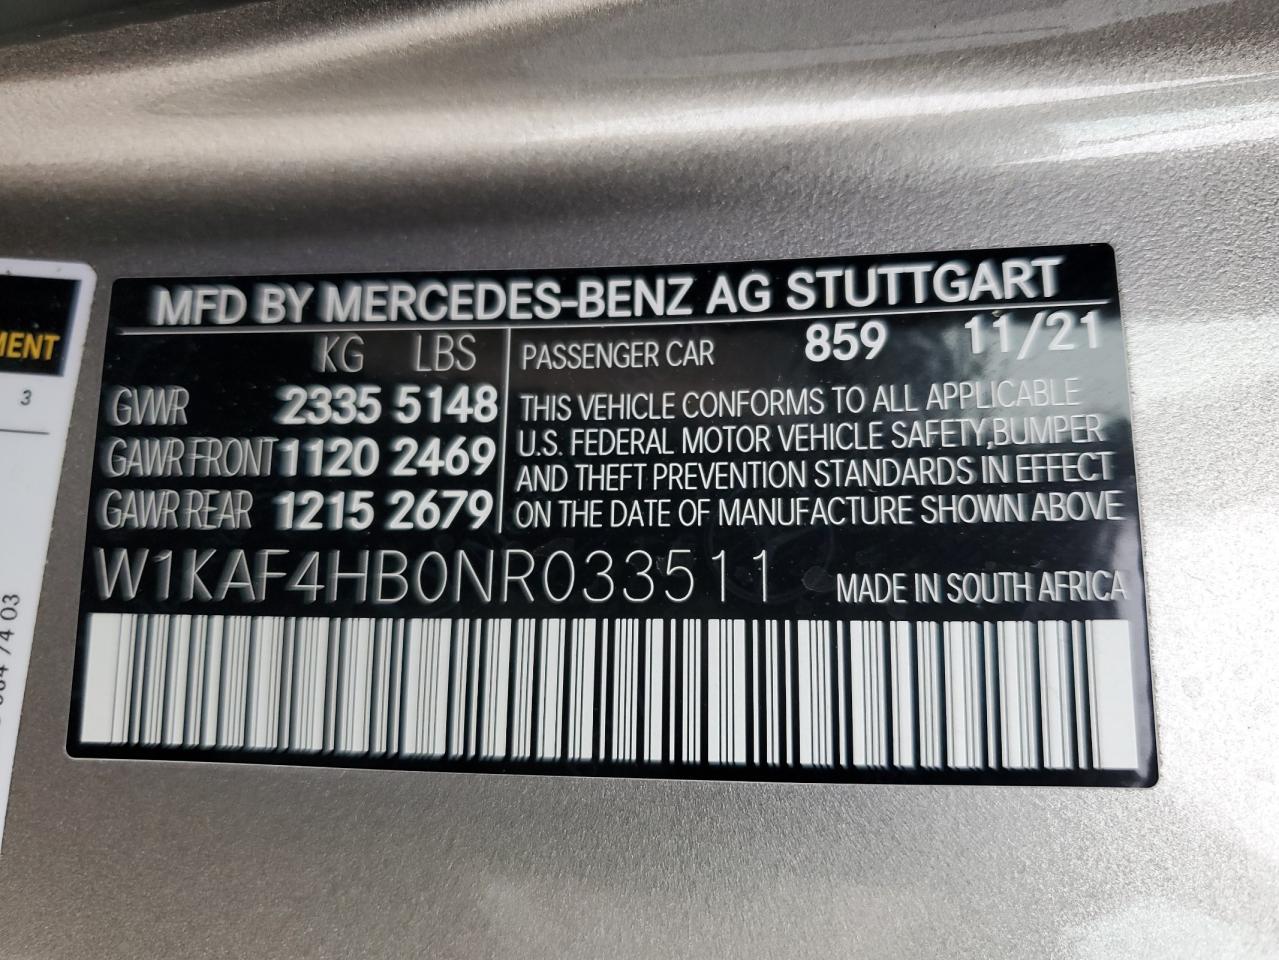 MENT
3
4 03
MFD BY MERCEDES-BENZ AG STUTTGART
KG LBS
PASSENGER CAR 859 11/21
GVWR 2335 5148
GAWR FRONT 1120 2469
GAWR REAR 1215 2679
THIS VEHICLE CONFORMS TO ALL APPLICABLE
U.S. FEDERAL MOTOR VEHICLE SAFETY,BUMPER
AND THEFT PREVENTION STANDARDS IN EFFECT
ON THE DATE OF MANUFACTURE SHOWN ABOVE
W1KAF4HB0NR033511 MADE IN SOUTH AFRICA